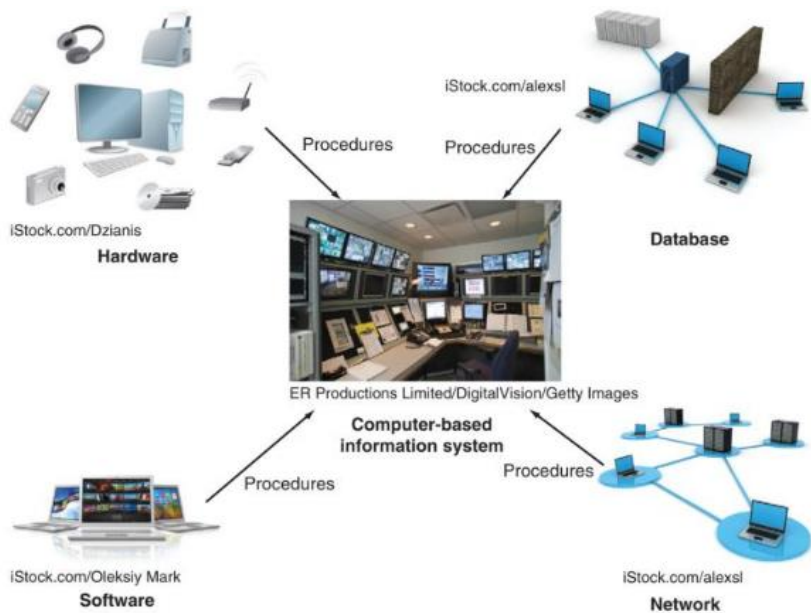 iStock.com/alexsl
Procedures
Procedures
iStock.com/Dzianis
Hardware
Database
ER Productions Limited/DigitalVision/Getty Images
Computer-based
information system
Procedures
Procedures
iStock.com/Oleksiy Mark
Software
iStock.com/alexsl
Network